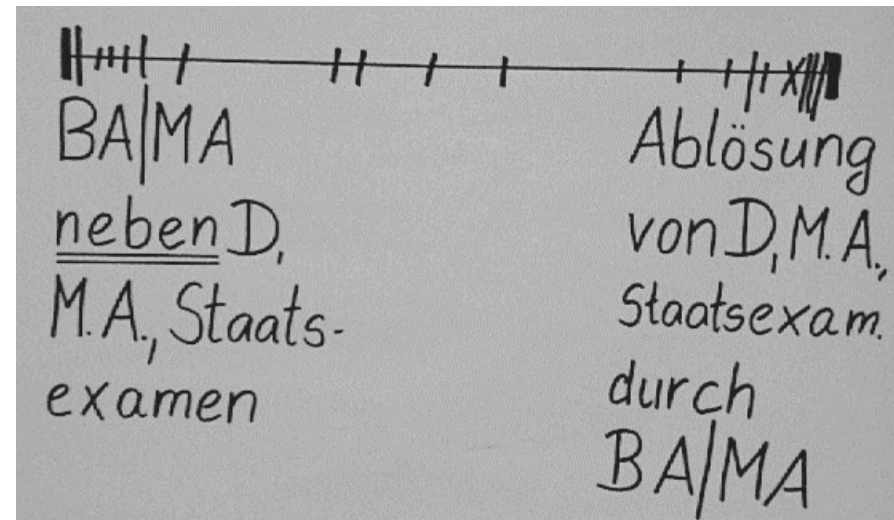 BA/MA
neben D,
M.A., Staats-
examen
Ablösung
von D, M.A.,
Staatsexam.
durch
BA/MA